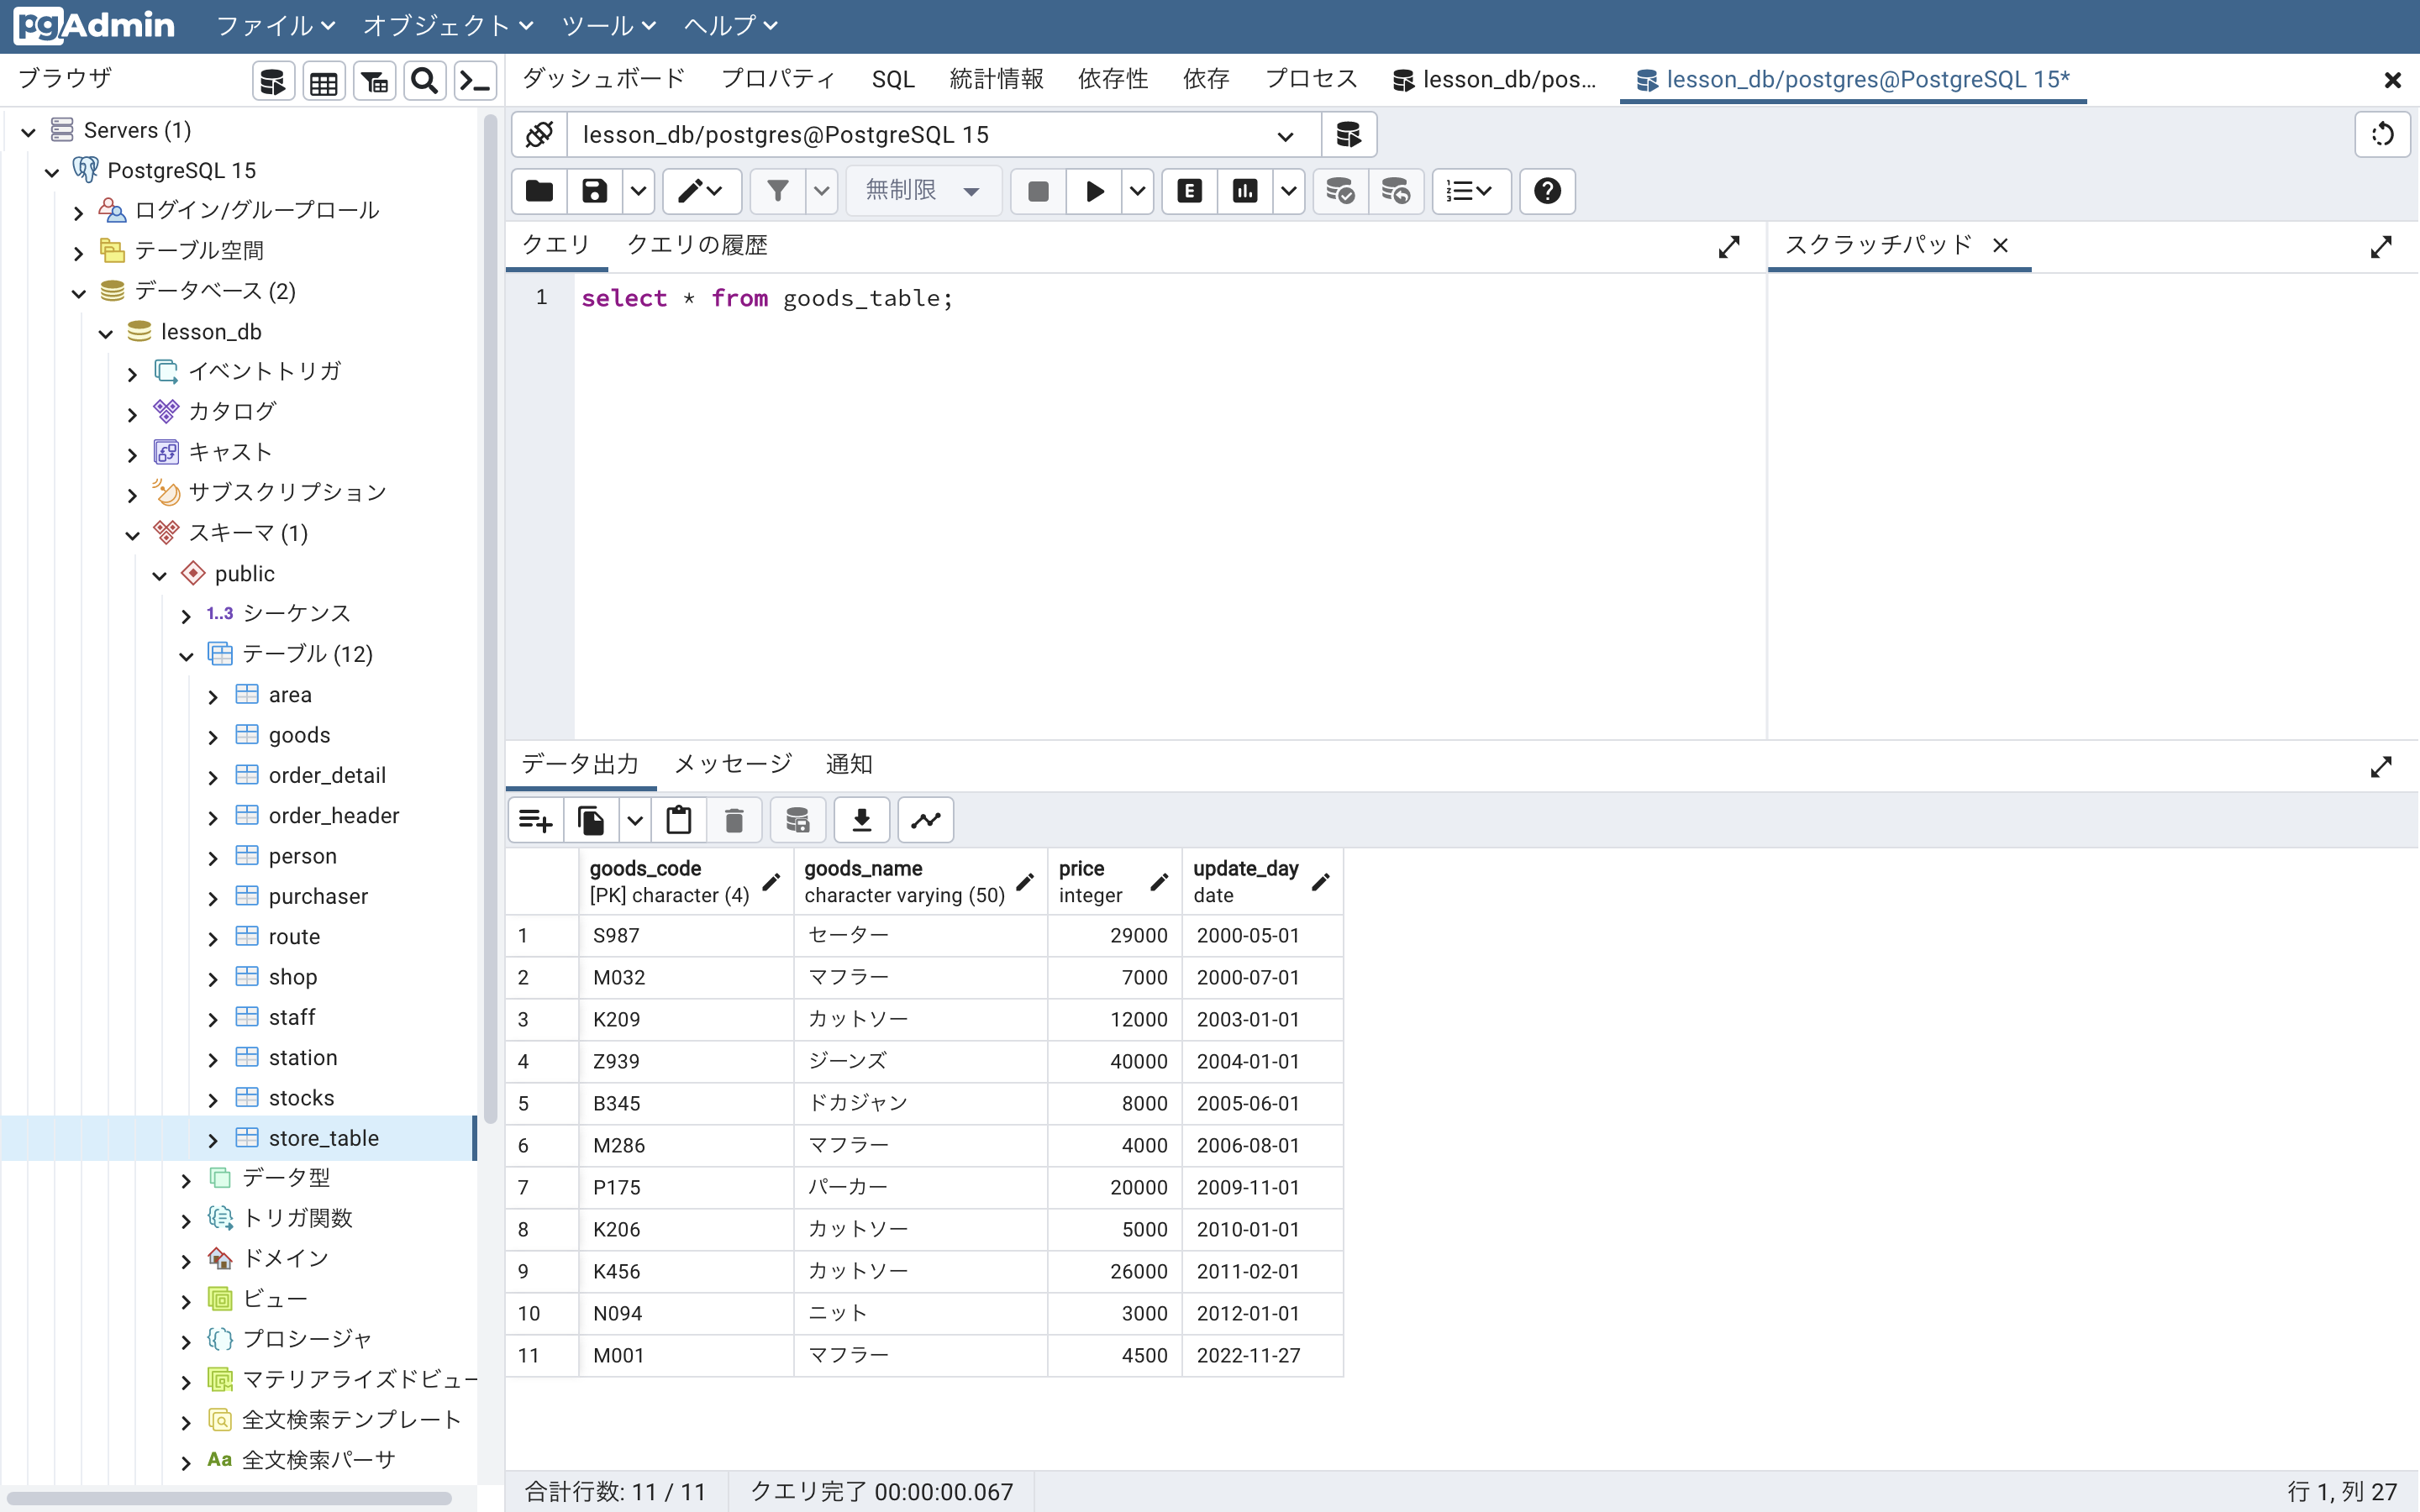 pgAdmin ファイル オブジェクト ツール ヘルプ
ブラウザ
ダッシュボード プロパティ SQL 統計情報 依存性 依存 プロセス lesson_db/pos... lesson_db/postgres@PostgreSQL 15*
Servers (1)
PostgreSQL 15
ログイン/グループロール
テーブル空間
データベース (2)
lesson_db
イベントトリガ
カタログ
キャスト
サブスクリプション
スキーマ (1)
public
1..3 シーケンス
テーブル (12)
area
goods
order_detail
order_header
person
purchaser
route
shop
staff
station
stocks
store_table
データ型
トリガ関数
ドメイン
ビュー
プロシージャ
マテリアライズドビュー
全文検索テンプレート
Aa 全文検索パーサ
lesson_db/postgres@PostgreSQL 15
無制限 E
クエリ クエリの履歴 スクラッチパッド
1 select * from goods_table;
データ出力 メッセージ 通知
goods_code goods_name price update_day
[PK] character (4) character varying (50) integer date
1 S987 セーター 29000 2000-05-01
2 M032 マフラー 7000 2000-07-01
3 K209 カットソー 12000 2003-01-01
4 Z939 ジーンズ 40000 2004-01-01
5 B345 ドカジャン 8000 2005-06-01
6 M286 マフラー 4000 2006-08-01
7 P175 パーカー 20000 2009-11-01
8 K206 カットソー 5000 2010-01-01
9 K456 カットソー 26000 2011-02-01
10 N094 ニット 3000 2012-01-01
11 M001 マフラー 4500 2022-11-27
合計行数: 11 / 11 クエリ完了 00:00:00.067 行 1, 列 27